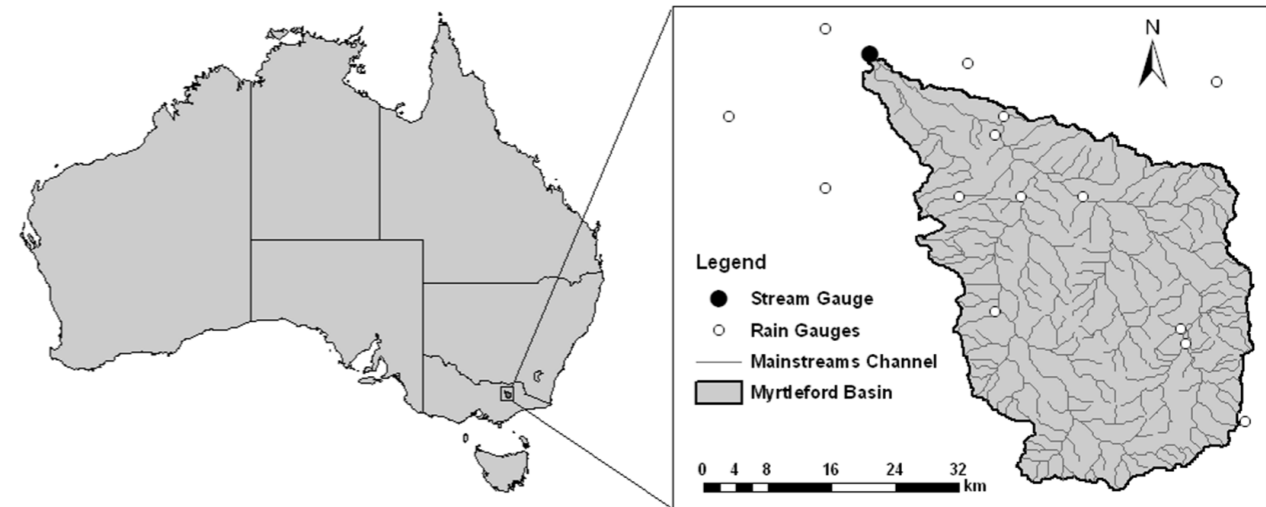 N
Legend
Stream Gauge
Rain Gauges
Mainstreams Channel
Myrtleford Basin
0 4 8 16 24 32
km